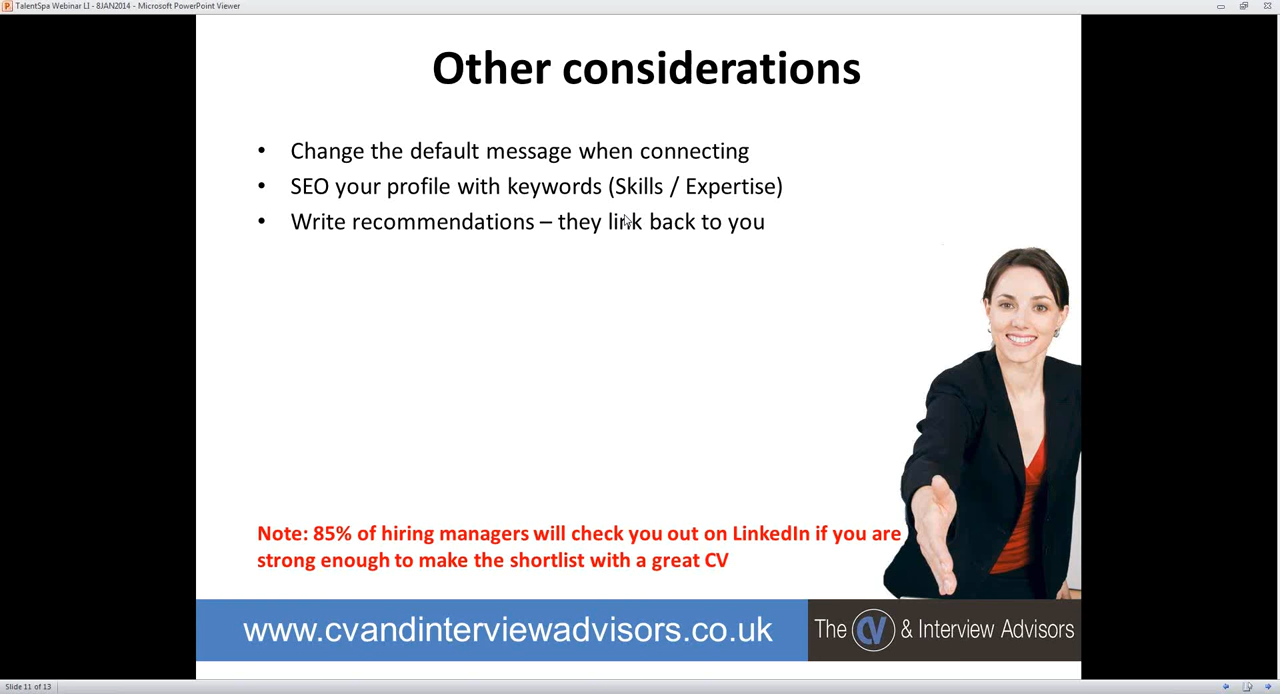 TalentSpa Webinar LI - 8JAN2014 - Microsoft PowerPoint Viewer
Other considerations
• Change the default message when connecting
• SEO your profile with keywords (Skills / Expertise)
• Write recommendations – they link back to you
Note: 85% of hiring managers will check you out on LinkedIn if you are
strong enough to make the shortlist with a great CV
www.cvandinterviewadvisors.co.uk
The CV & Interview Advisors
Slide 11 of 13